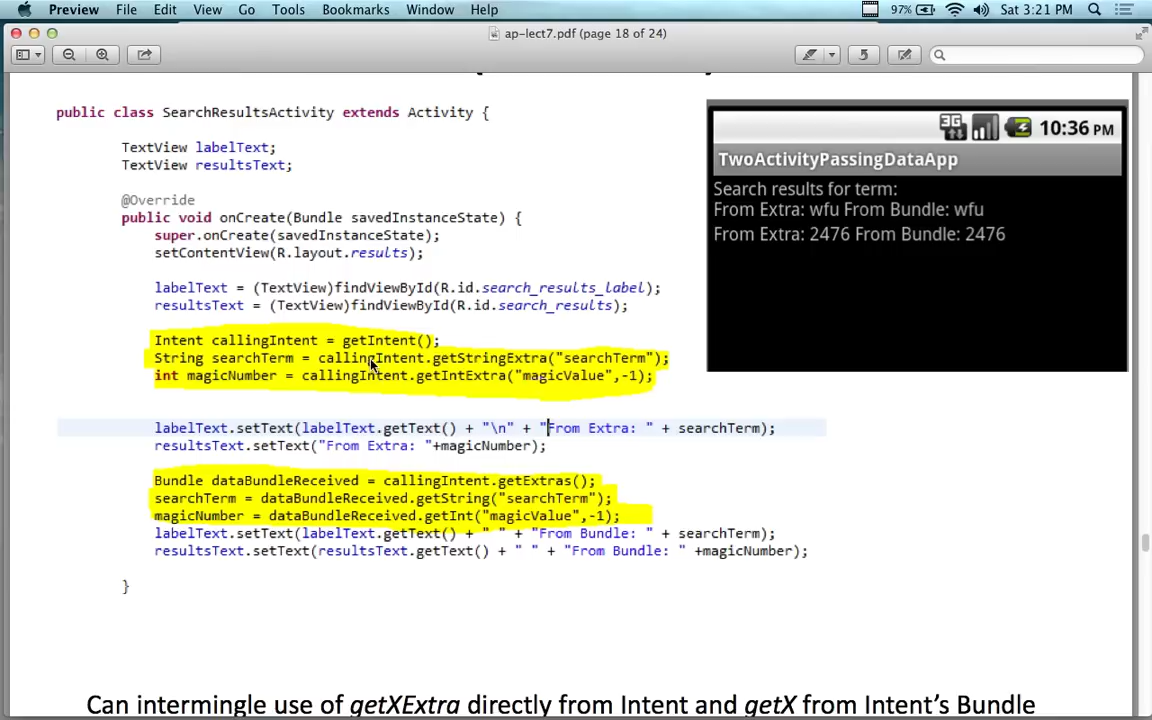 Preview File Edit View Go Tools Bookmarks Window Help 97% Sat 3:21 PM
ap-lect7.pdf (page 18 of 24)
public class SearchResultsActivity extends Activity {
TextView labelText;
TextView resultsText;
@Override
public void onCreate(Bundle savedInstanceState) {
super.onCreate(savedInstanceState);
setContentView(R.layout.results);
labelText = (TextView)findViewById(R.id.search_results_label);
resultsText = (TextView)findViewById(R.id.search_results);
Intent callingIntent = getIntent();
String searchTerm = callingIntent.getStringExtra("searchTerm");
int magicNumber = callingIntent.getIntExtra("magicValue",-1);
labelText.setText(labelText.getText() + "\n" + "From Extra: " + searchTerm);
resultsText.setText("From Extra: "+magicNumber);
Bundle dataBundleReceived = callingIntent.getExtras();
searchTerm = dataBundleReceived.getString("searchTerm");
magicNumber = dataBundleReceived.getInt("magicValue",-1);
labelText.setText(labelText.getText() + " " + "From Bundle: " + searchTerm);
resultsText.setText(resultsText.getText() + " " + "From Bundle: " +magicNumber);
}
3G 10:36 PM
TwoActivityPassingDataApp
Search results for term:
From Extra: wfu From Bundle: wfu
From Extra: 2476 From Bundle: 2476
Can intermingle use of getXExtra directly from Intent and getX from Intent's Bundle